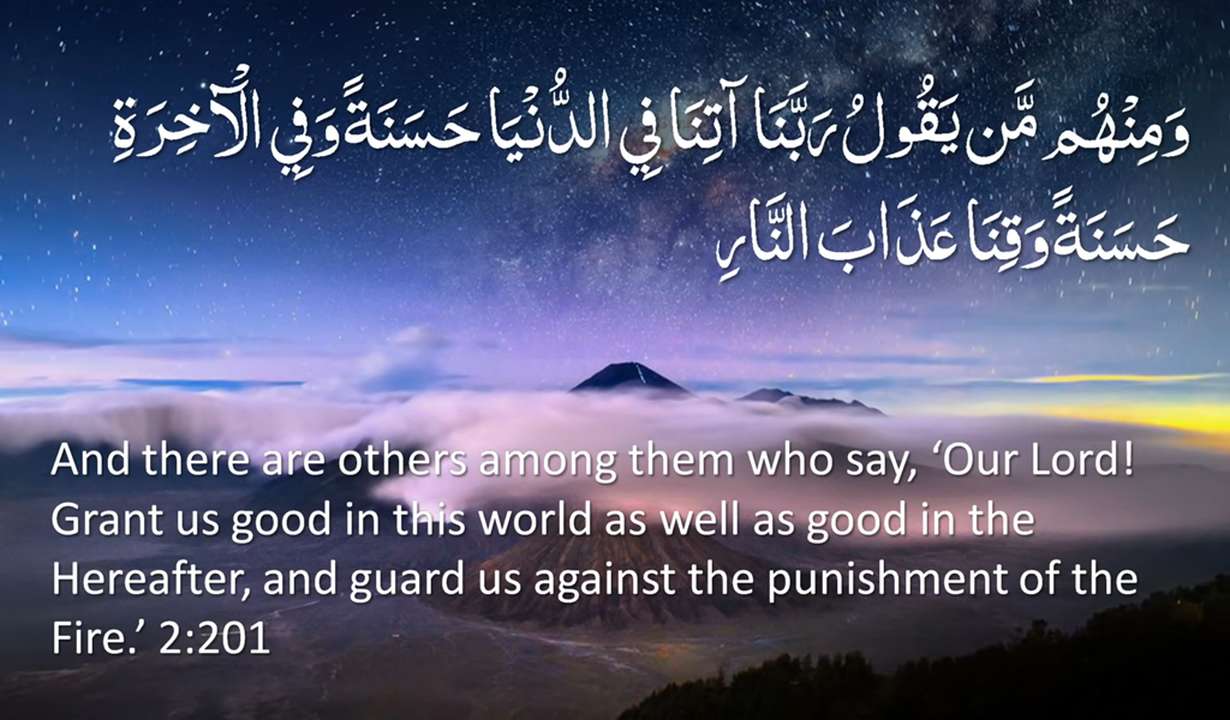 وَمِنْهُم مَّن يَقُولُ رَبَّنَا آتِنَا فِي الدُّنْيَا حَسَنَةً وَفِي الْآخِرَةِ
حَسَنَةً وَقِنَا عَذَابَ النَّارِ
And there are others among them who say, ‘Our Lord!
Grant us good in this world as well as good in the
Hereafter, and guard us against the punishment of the
Fire.’ 2:201